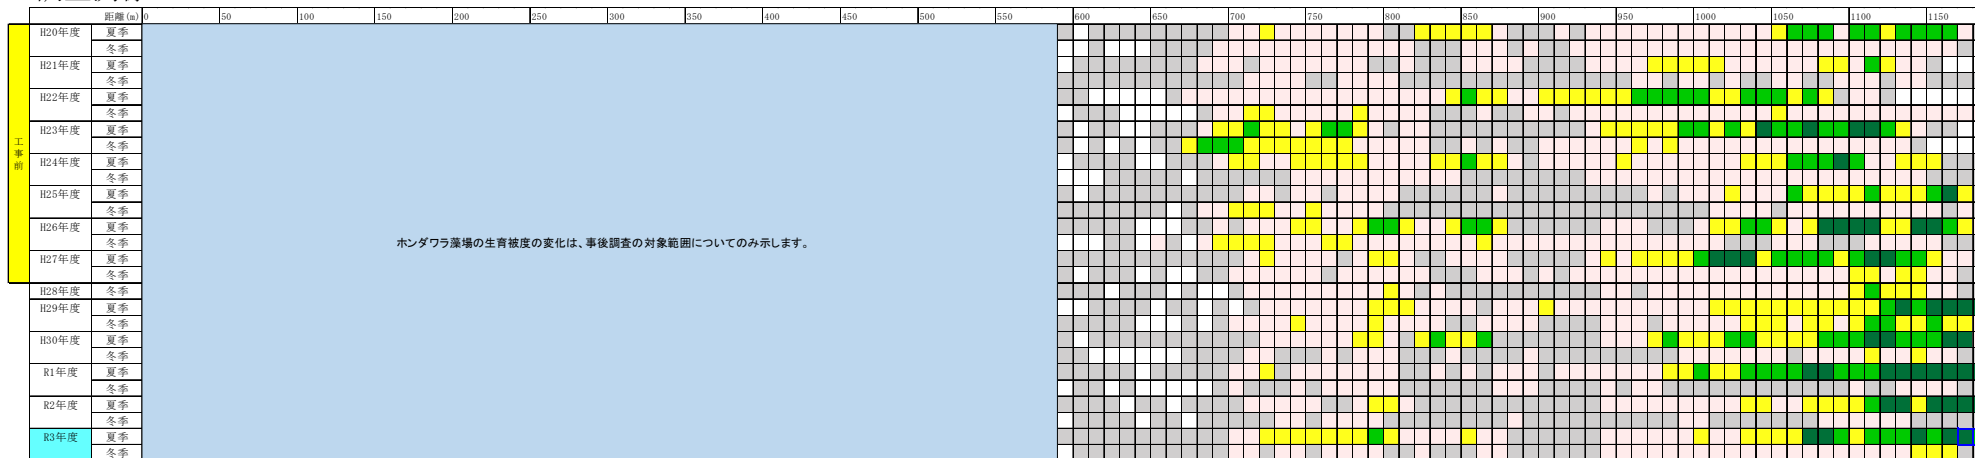 距離(m) 0 50 100 150 200 250 300 350 400 450 500 550 600 650 700 750 800 850 900 950 1000 1050 1100 1150
工事前
H20年度 夏季
冬季
H21年度 夏季
冬季
H22年度 夏季
冬季
H23年度 夏季
冬季
H24年度 夏季
冬季
H25年度 夏季
冬季
H26年度 夏季
冬季
ホンダワラ藻場の生育被度の変化は、事後調査の対象範囲についてのみ示します。
H27年度 夏季
冬季
H28年度 冬季
H29年度 夏季
冬季
H30年度 夏季
冬季
R1年度 夏季
冬季
R2年度 夏季
冬季
R3年度 夏季
冬季